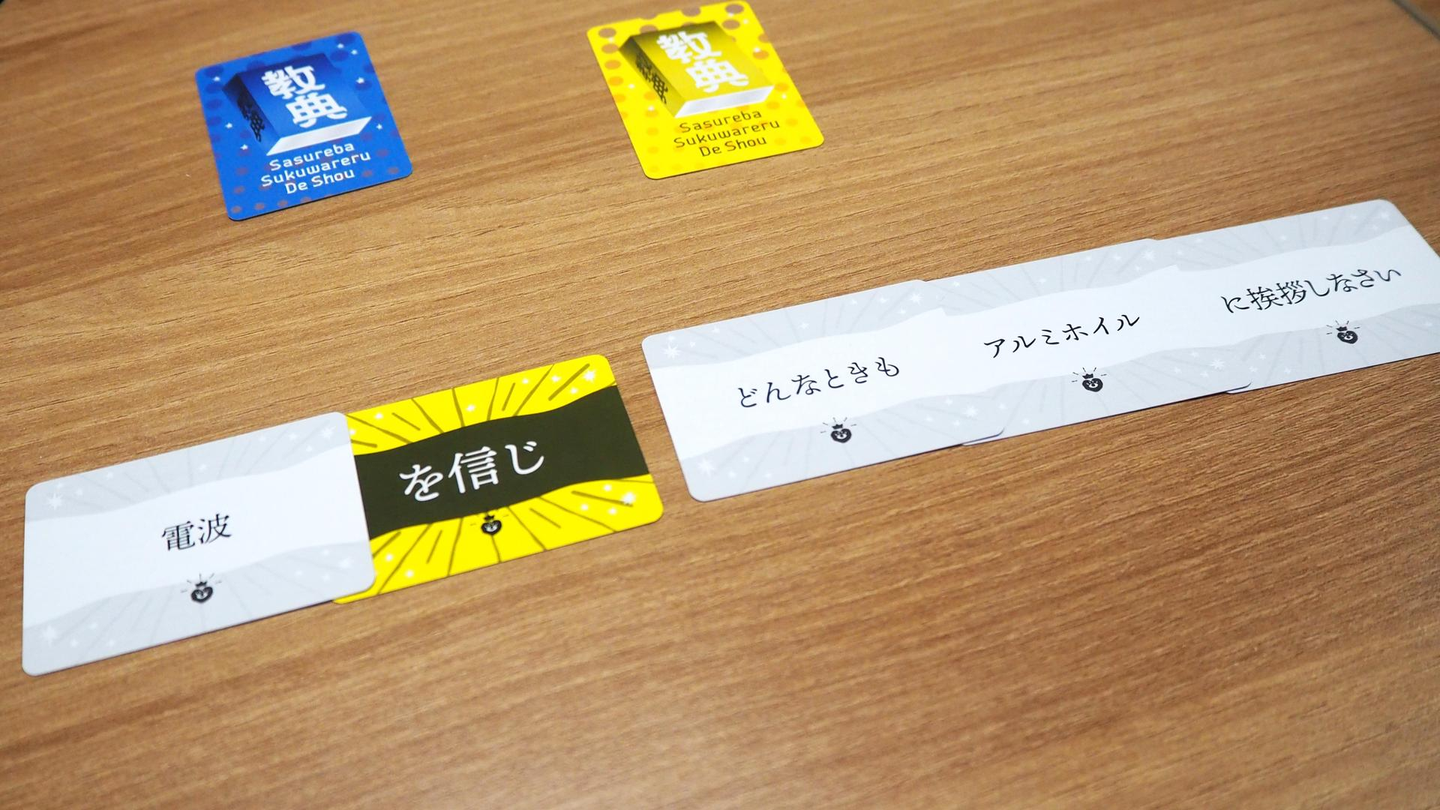 教典
Sasureba
Sukuwareru
De Shou
教典
Sasureba
Sukuwareru
De Shou
電波
を信じ
どんなときも
アルミホイル
に挨拶しなさい